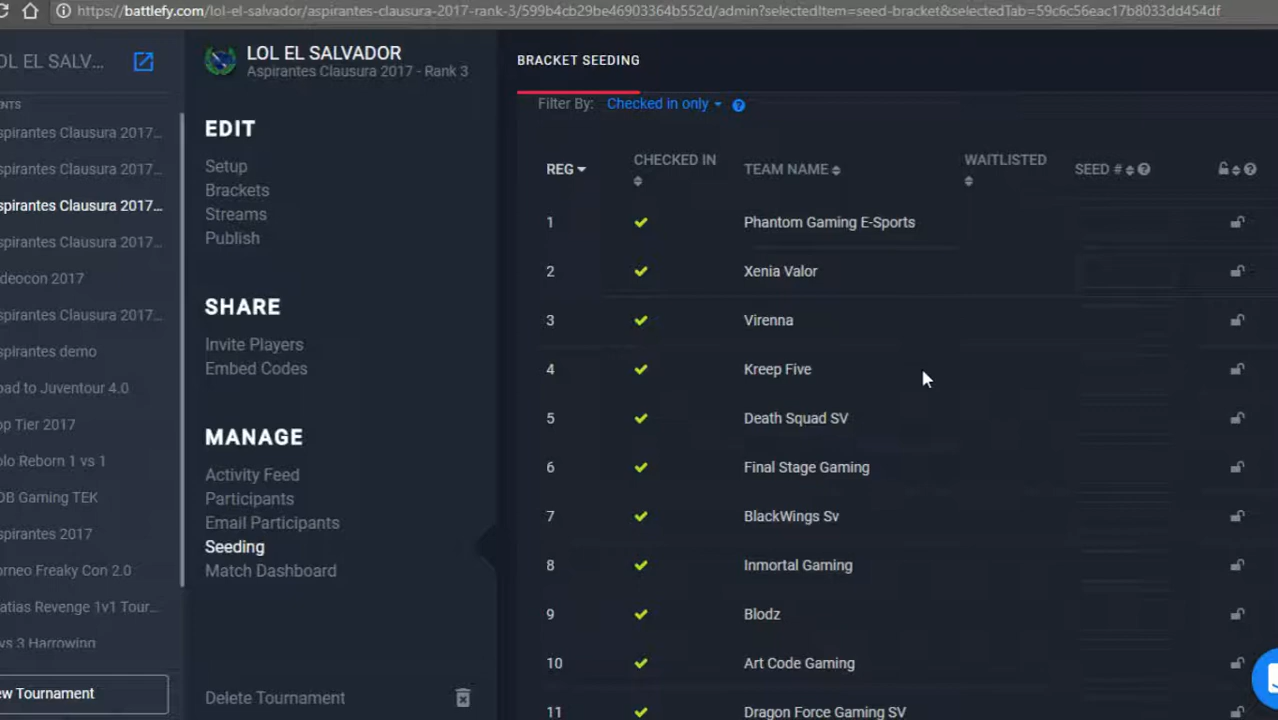 https://battlefy.com/lol-el-salvador/aspirantes-clausura-2017-rank-3/599b4cb29be46903364b552d/admin?selectedItem=seed-bracket&selectedTab=59c6c56eac17b8033dd454df
OL EL SALV...
ENTS
spirantes Clausura 2017...
spirantes Clausura 2017...
spirantes Clausura 2017...
spirantes Clausura 2017...
deocon 2017
spirantes Clausura 2017...
spirantes demo
oad to Juventour 4.0
op Tier 2017
olo Reborn 1 vs 1
OB Gaming TEK
spirantes 2017
orneo Freaky Con 2.0
atias Revenge 1v1 Tour...
vs 3 Harrowing
ew Tournament
LOL EL SALVADOR
Aspirantes Clausura 2017 - Rank 3
EDIT
Setup
Brackets
Streams
Publish
SHARE
Invite Players
Embed Codes
MANAGE
Activity Feed
Participants
Email Participants
Seeding
Match Dashboard
Delete Tournament
BRACKET SEEDING
Filter By: Checked in only
REG CHECKED IN TEAM NAME WAITLISTED SEED #
1 Phantom Gaming E-Sports
2 Xenia Valor
3 Virenna
4 Kreep Five
5 Death Squad SV
6 Final Stage Gaming
7 BlackWings Sv
8 Inmortal Gaming
9 Blodz
10 Art Code Gaming
11 Dragon Force Gaming SV